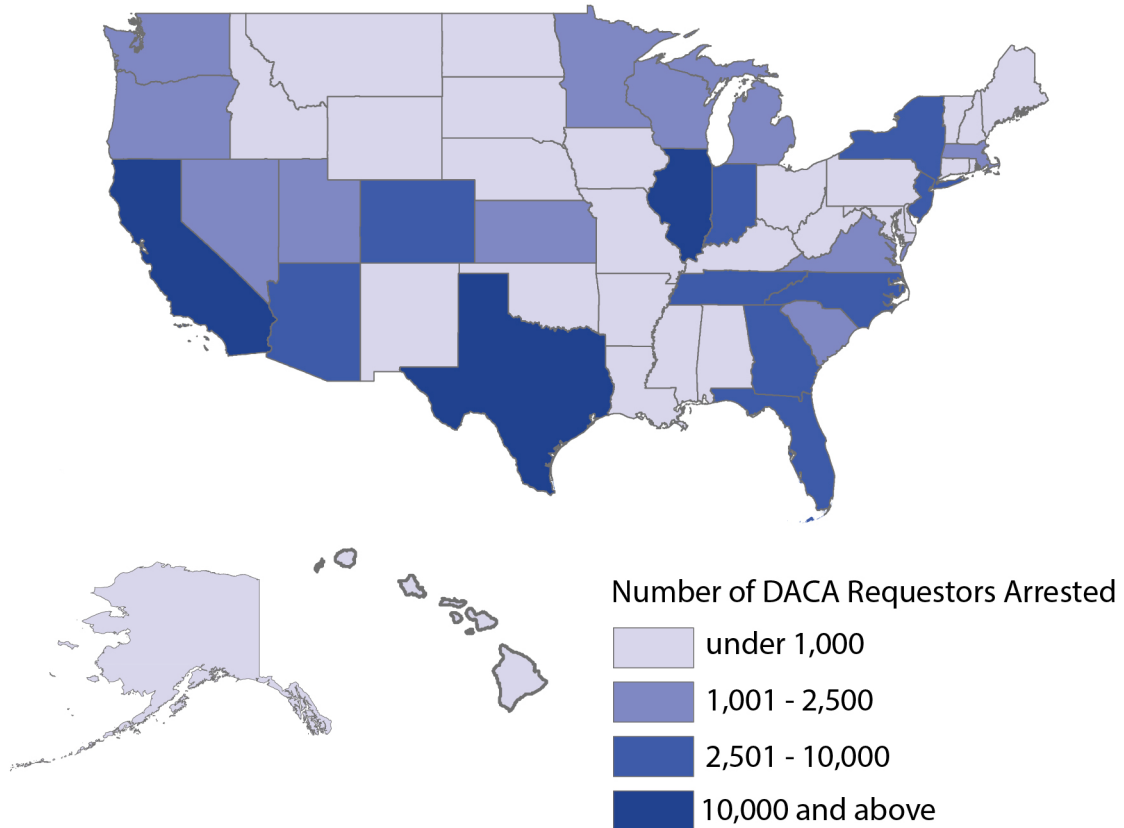 Number of DACA Requestors Arrested
under 1,000
1,001 - 2,500
2,501 - 10,000
10,000 and above